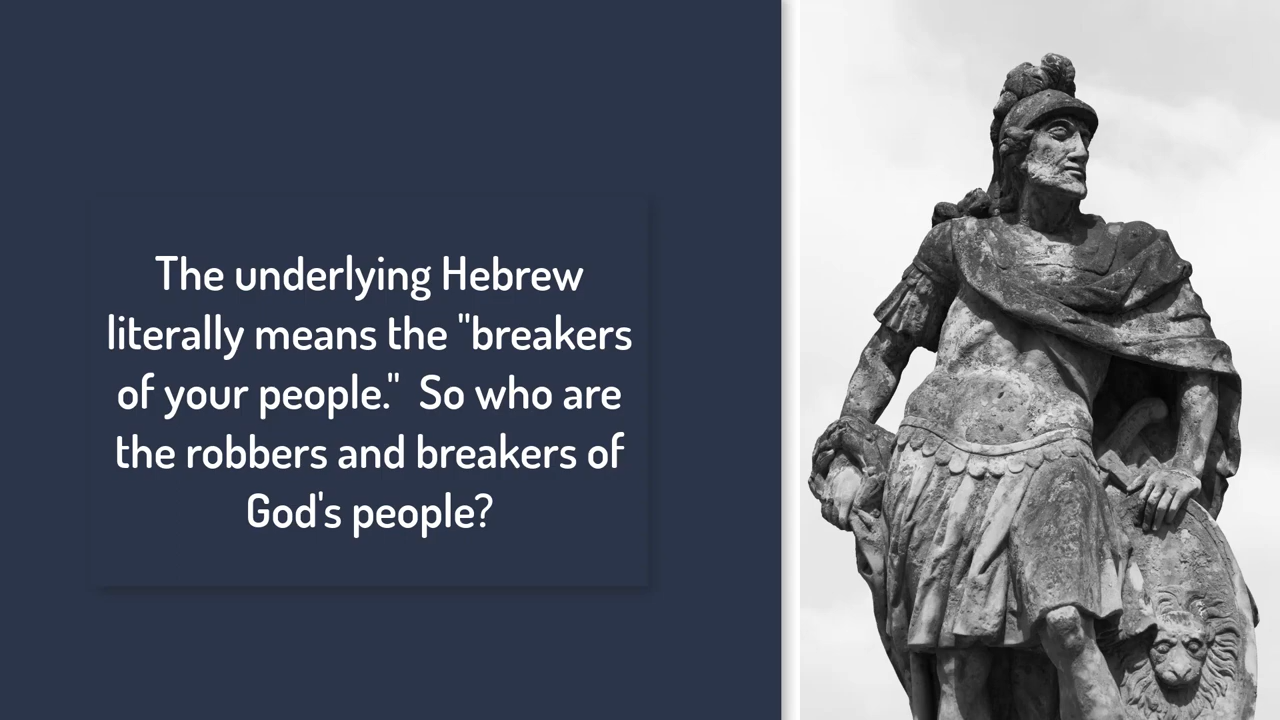 The underlying Hebrew
literally means the "breakers
of your people."  So who are
the robbers and breakers of
God's people?